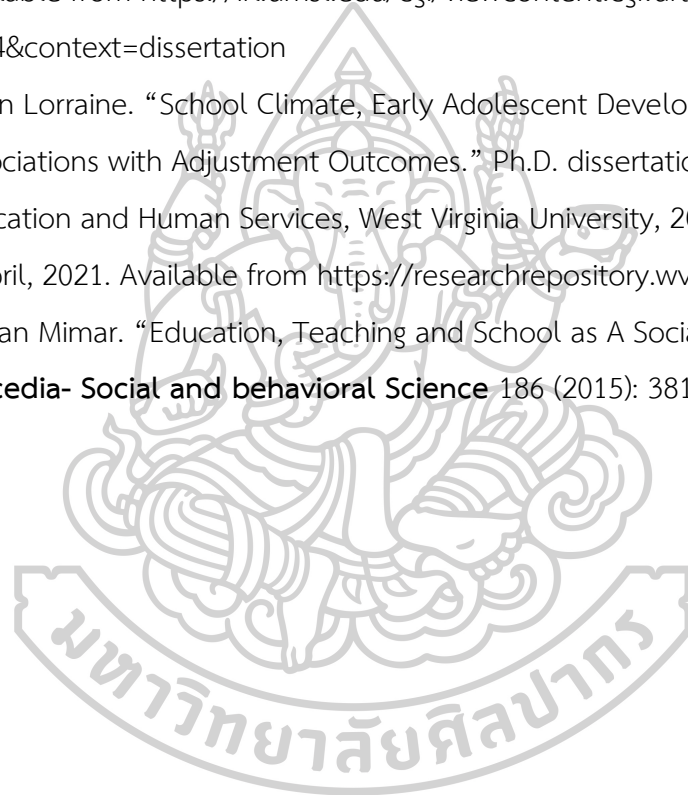 4&context=dissertation
n Lorraine. “School Climate, Early Adolescent Develo
ociations with Adjustment Outcomes.” Ph.D. dissertatio
cation and Human Services, West Virginia University, 20
pril, 2021. Available from https://researchrepository.wv
an Mimar. “Education, Teaching and School as A Socia
cedia- Social and behavioral Science 186 (2015): 381
มหาวิทยาลัยศิลปากร